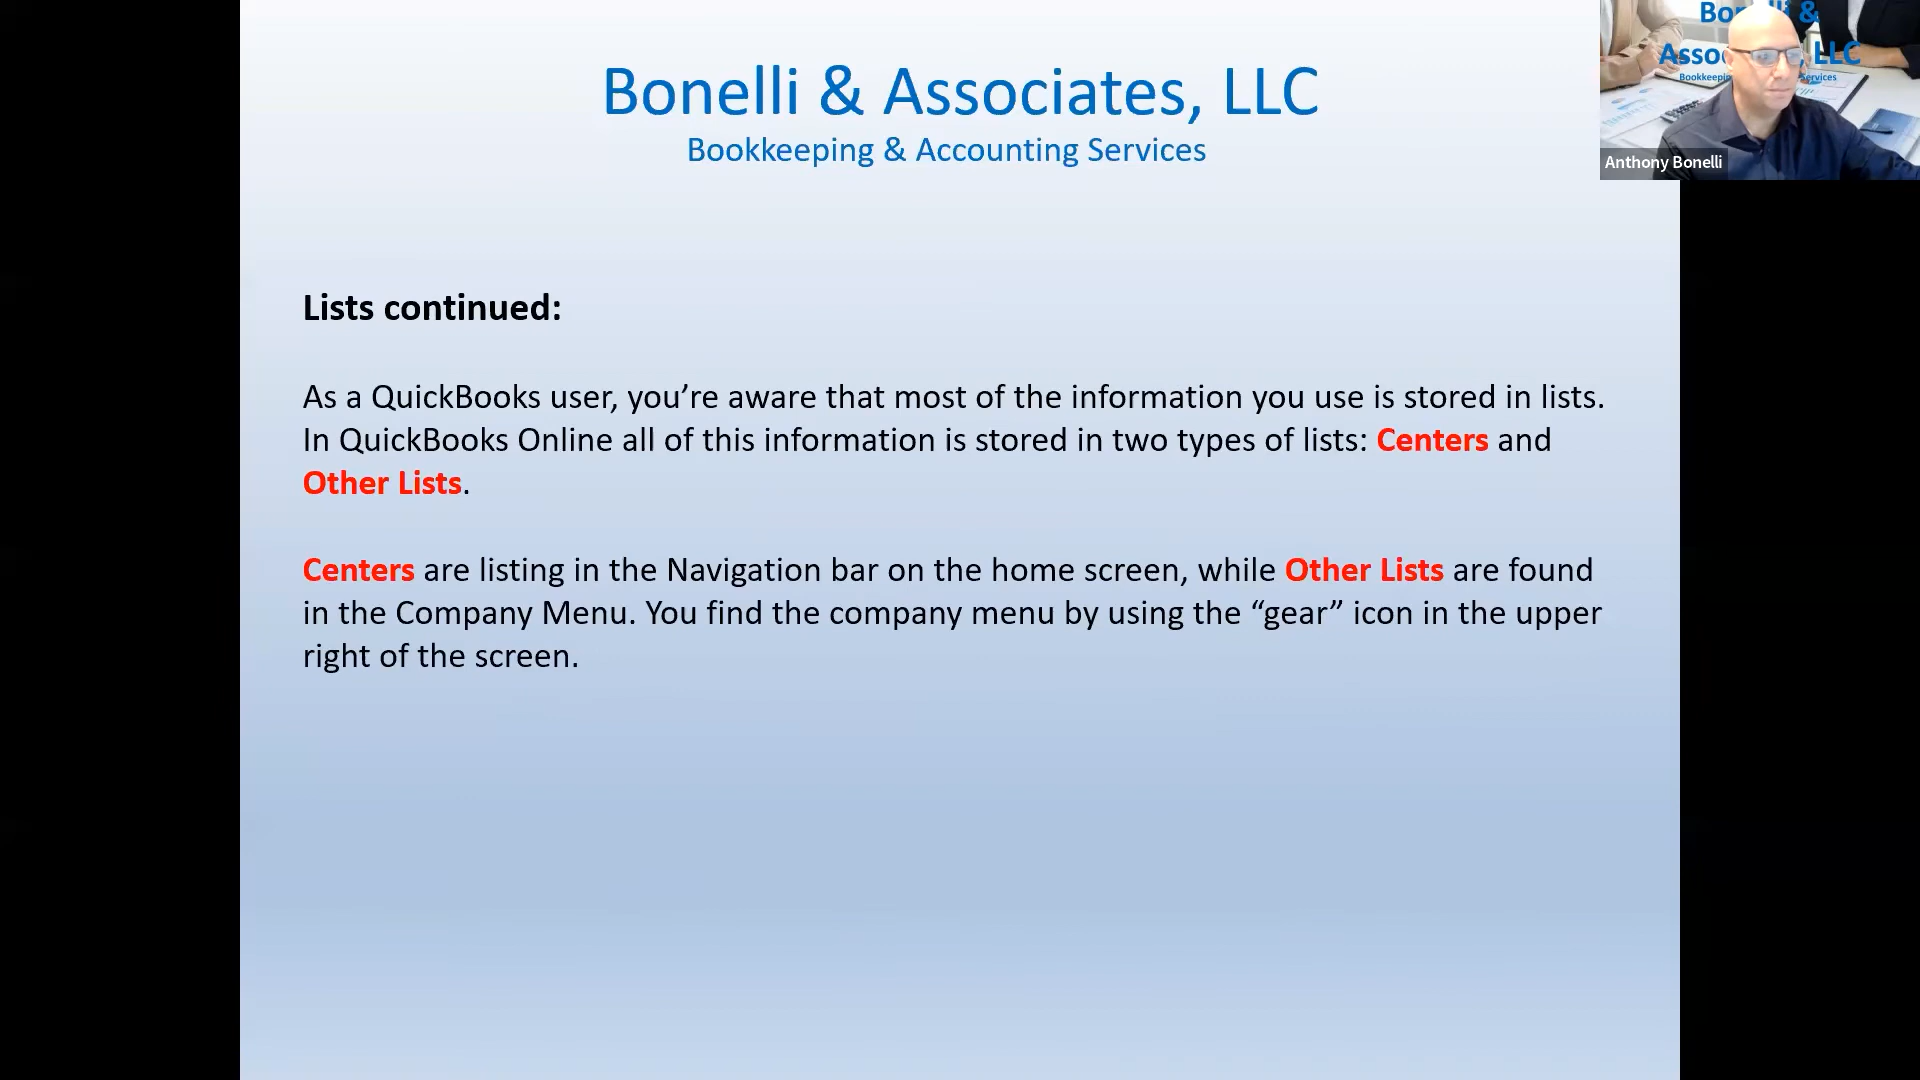 Bonelli & Associates, LLC
Bookkeeping & Accounting Services
Lists continued:
As a QuickBooks user, you’re aware that most of the information you use is stored in lists.
In QuickBooks Online all of this information is stored in two types of lists: Centers and
Other Lists.
Centers are listing in the Navigation bar on the home screen, while Other Lists are found
in the Company Menu. You find the company menu by using the “gear” icon in the upper
right of the screen.
LLC
Services
Anthony Bonelli